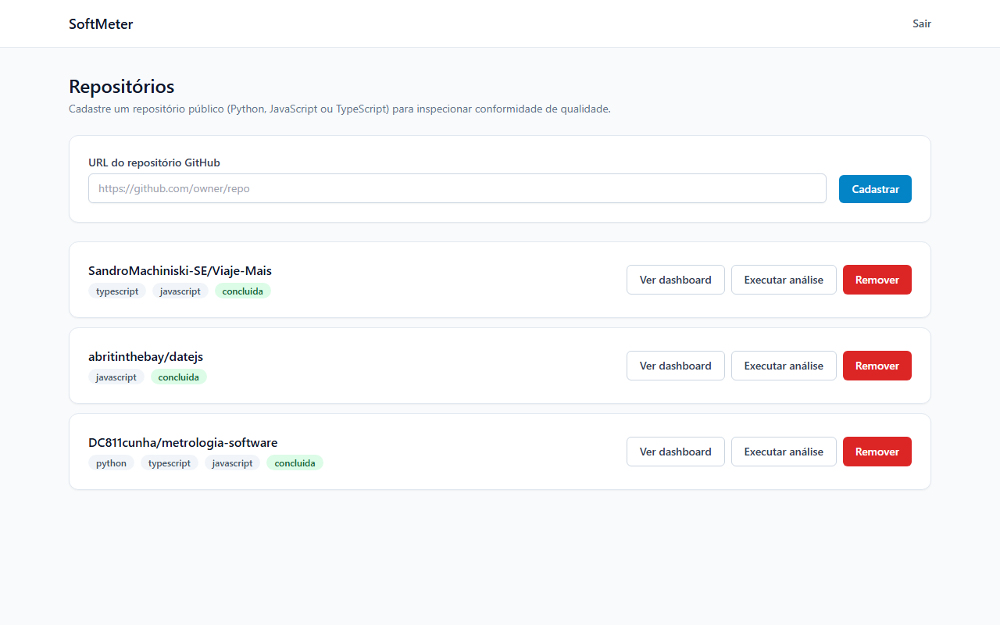 SoftMeter
Sair
Repositórios
Cadastre um repositório público (Python, JavaScript ou TypeScript) para inspecionar conformidade de qualidade.
URL do repositório GitHub
https://github.com/owner/repo
Cadastrar
SandroMachiniski-SE/Viaje-Mais
typescript javascript concluida
Ver dashboard Executar análise Remover
abritinthebay/datejs
javascript concluida
Ver dashboard Executar análise Remover
DC811cunha/metrologia-software
python typescript javascript concluida
Ver dashboard Executar análise Remover